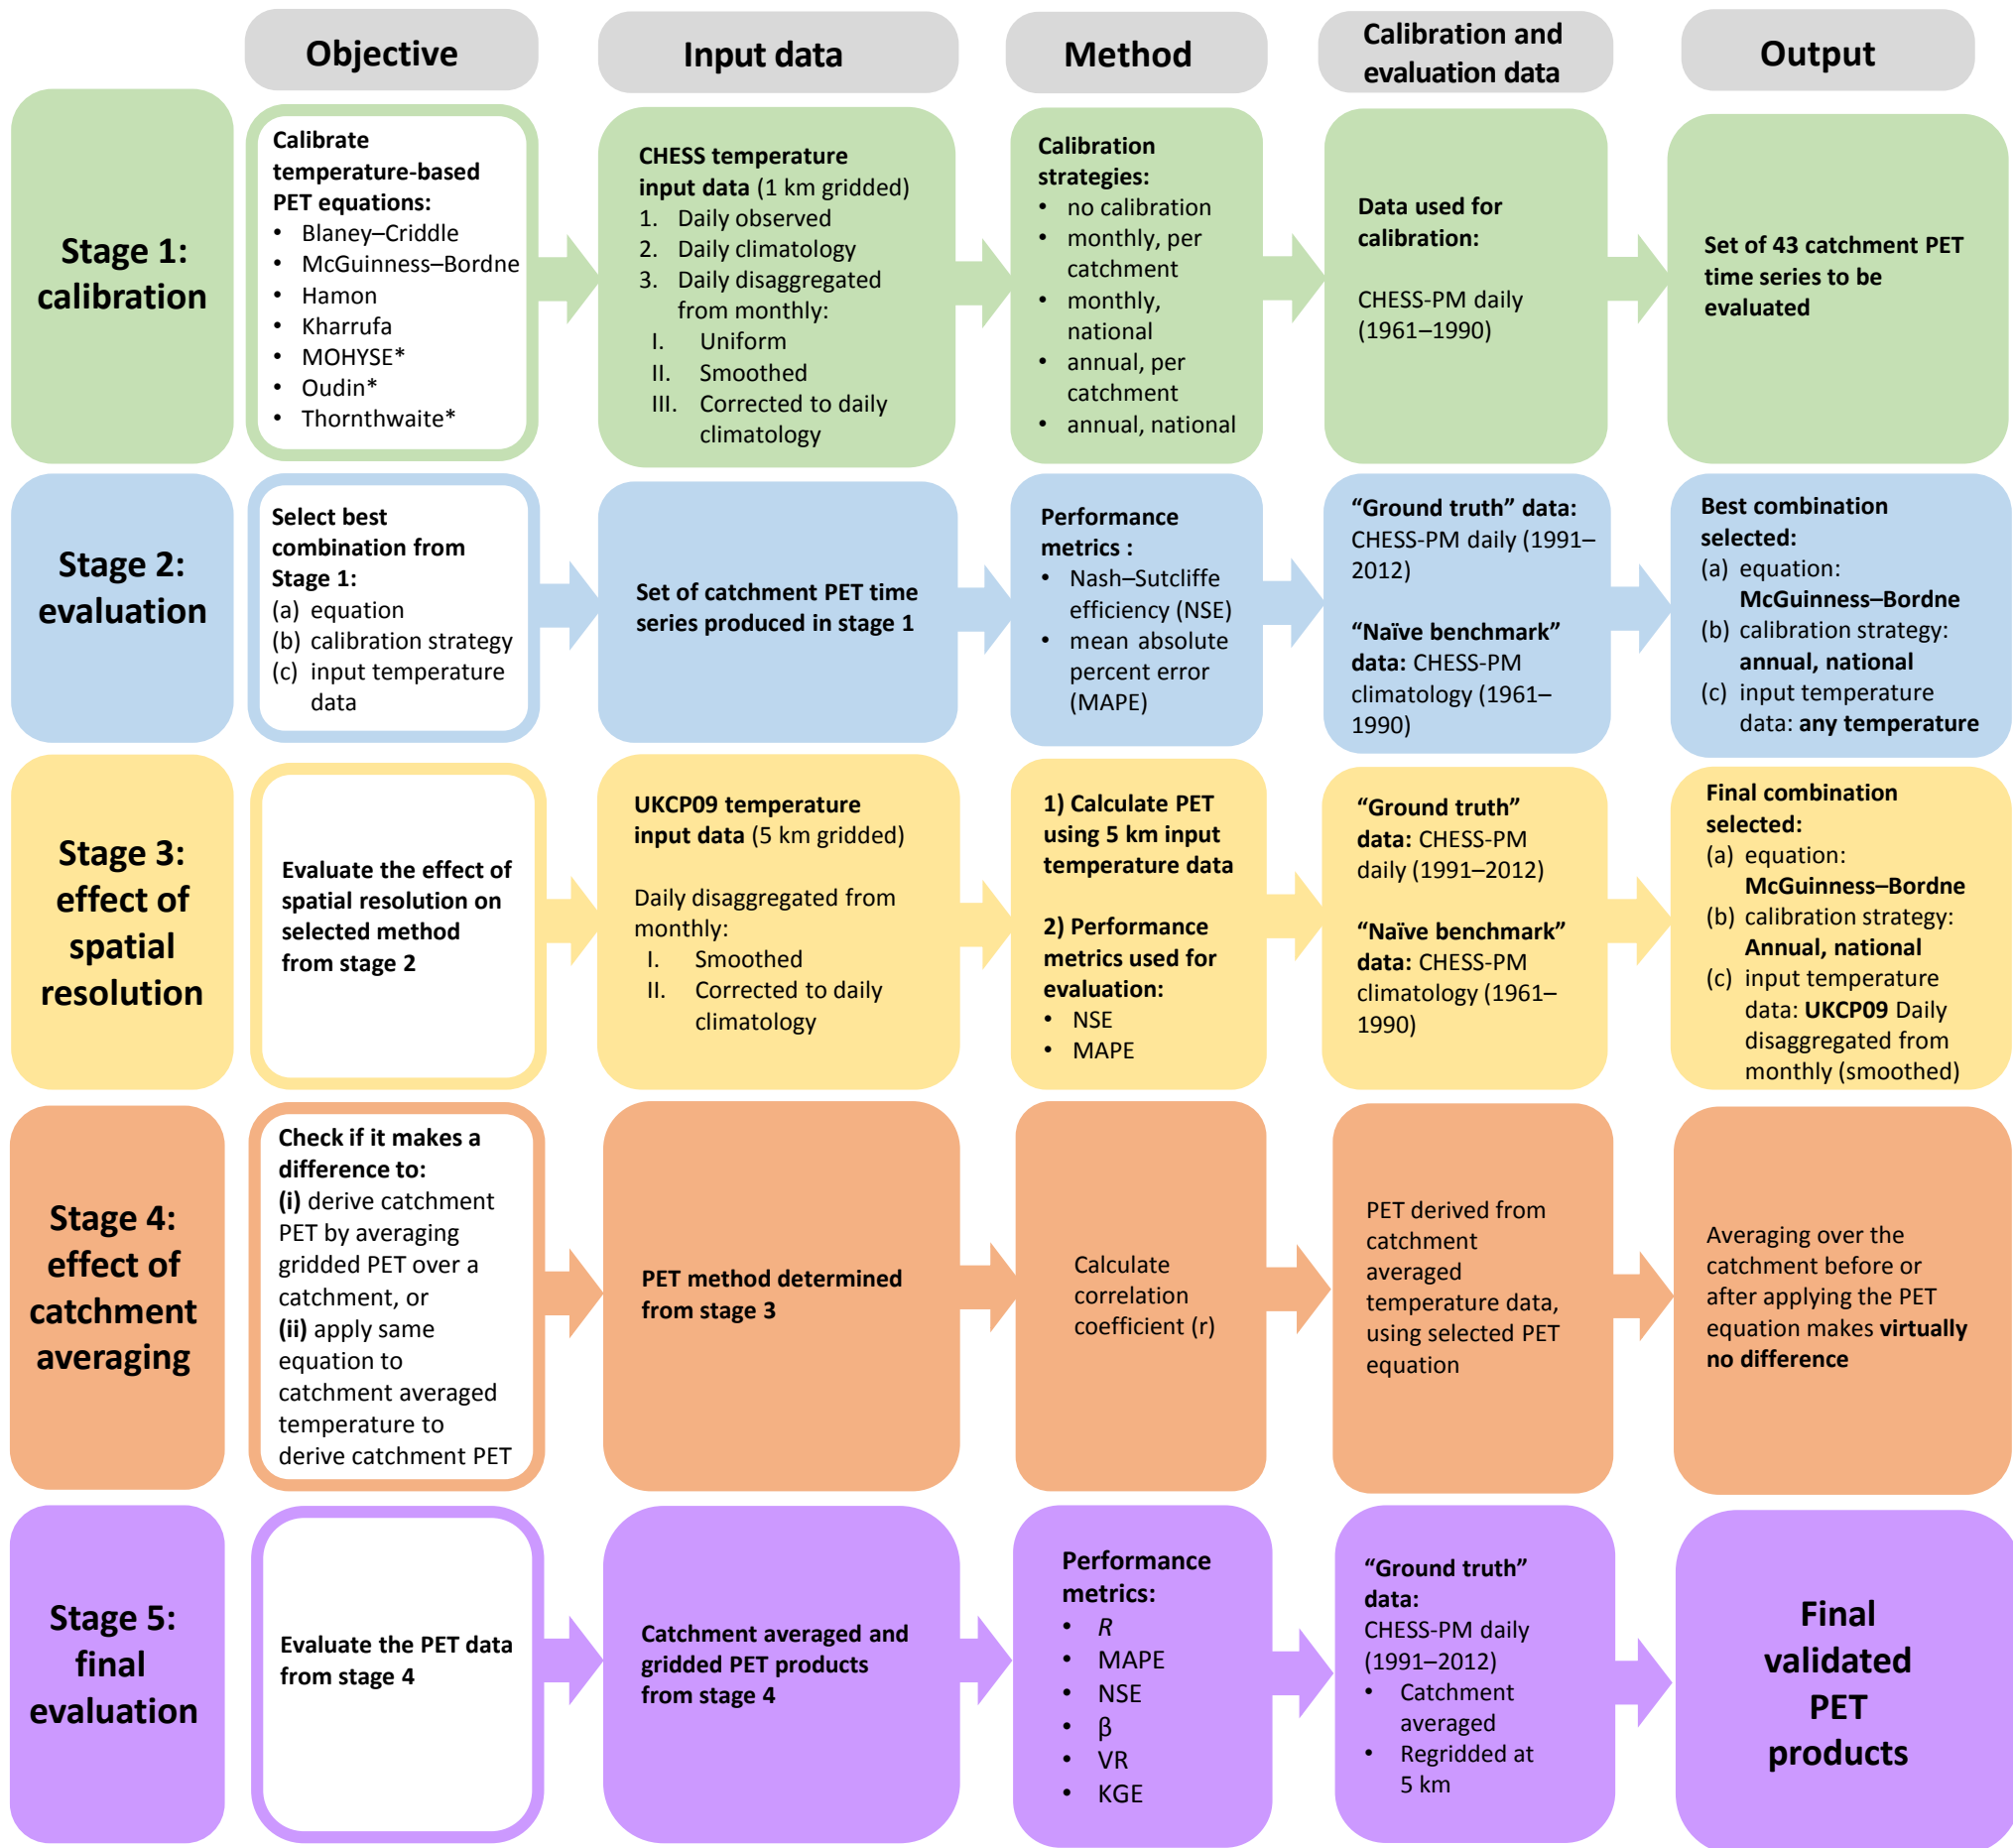 Objective
Input data
Method
Calibration and
evaluation data
Output
Stage 1:
calibration
Calibrate
temperature-based
PET equations:
• Blaney–Criddle
• McGuinness–Bordne
• Hamon
• Kharrufa
• MOHYSE*
• Oudin*
• Thornthwaite*
CHESS temperature
input data (1 km gridded)
1. Daily observed
2. Daily climatology
3. Daily disaggregated
from monthly:
I. Uniform
II. Smoothed
III. Corrected to daily
climatology
Calibration
strategies:
• no calibration
• monthly, per
catchment
• monthly,
national
• annual, per
catchment
• annual, national
Data used for
calibration:
CHESS-PM daily
(1961–1990)
Set of 43 catchment PET
time series to be
evaluated
Stage 2:
evaluation
Select best
combination from
Stage 1:
(a) equation
(b) calibration strategy
(c) input temperature
data
Set of catchment PET time
series produced in stage 1
Performance
metrics :
• Nash–Sutcliffe
efficiency (NSE)
• mean absolute
percent error
(MAPE)
“Ground truth” data:
CHESS-PM daily (1991–
2012)
“Naïve benchmark”
data: CHESS-PM
climatology (1961–
1990)
Best combination
selected:
(a) equation:
McGuinness–Bordne
(b) calibration strategy:
annual, national
(c) input temperature
data: any temperature
Stage 3:
effect of
spatial
resolution
Evaluate the effect of
spatial resolution on
selected method
from stage 2
UKCP09 temperature
input data (5 km gridded)
Daily disaggregated from
monthly:
I. Smoothed
II. Corrected to daily
climatology
1) Calculate PET
using 5 km input
temperature data
2) Performance
metrics used for
evaluation:
• NSE
• MAPE
“Ground truth”
data: CHESS-PM
daily (1991–2012)
“Naïve benchmark”
data: CHESS-PM
climatology (1961–
1990)
Final combination
selected:
(a) equation:
McGuinness–Bordne
(b) calibration strategy:
Annual, national
(c) input temperature
data: UKCP09 Daily
disaggregated from
monthly (smoothed)
Stage 4:
effect of
catchment
averaging
Check if it makes a
difference to:
(i) derive catchment
PET by averaging
gridded PET over a
catchment, or
(ii) apply same
equation to
catchment averaged
temperature to
derive catchment PET
PET method determined
from stage 3
Calculate
correlation
coefficient (r)
PET derived from
catchment
averaged
temperature data,
using selected PET
equation
Averaging over the
catchment before or
after applying the PET
equation makes virtually
no difference
Stage 5:
final
evaluation
Evaluate the PET data
from stage 4
Catchment averaged and
gridded PET products
from stage 4
Performance
metrics:
• R
• MAPE
• NSE
• β
• VR
• KGE
“Ground truth”
data:
CHESS-PM daily
(1991–2012)
• Catchment
averaged
• Regridded at
5 km
Final
validated
PET
products